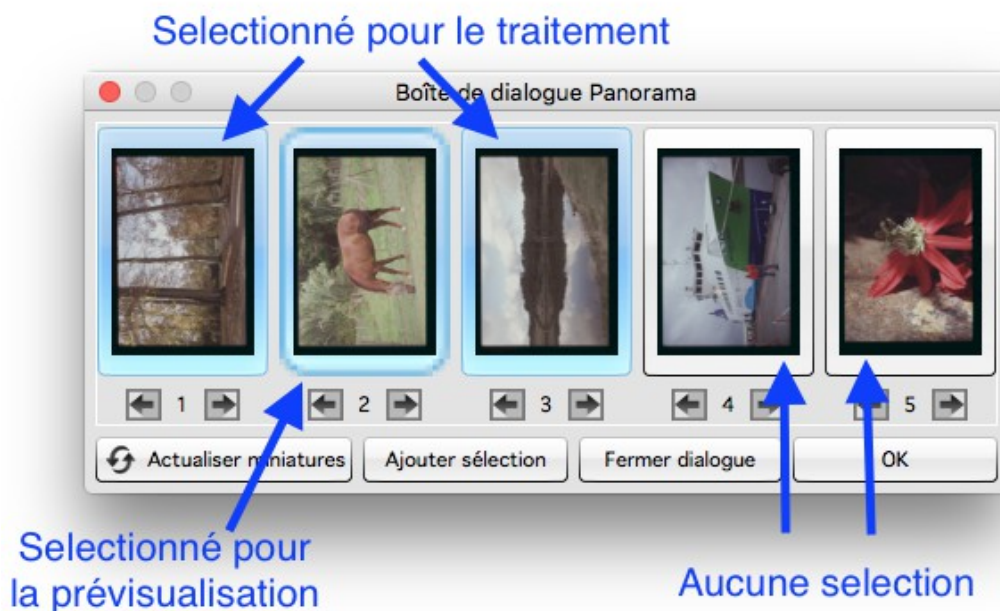 Selectionné pour le traitement
Boîte de dialogue Panorama
1 2 3 4 5
Actualiser miniatures Ajouter sélection Fermer dialogue OK
Selectionné pour
la prévisualisation
Aucune selection